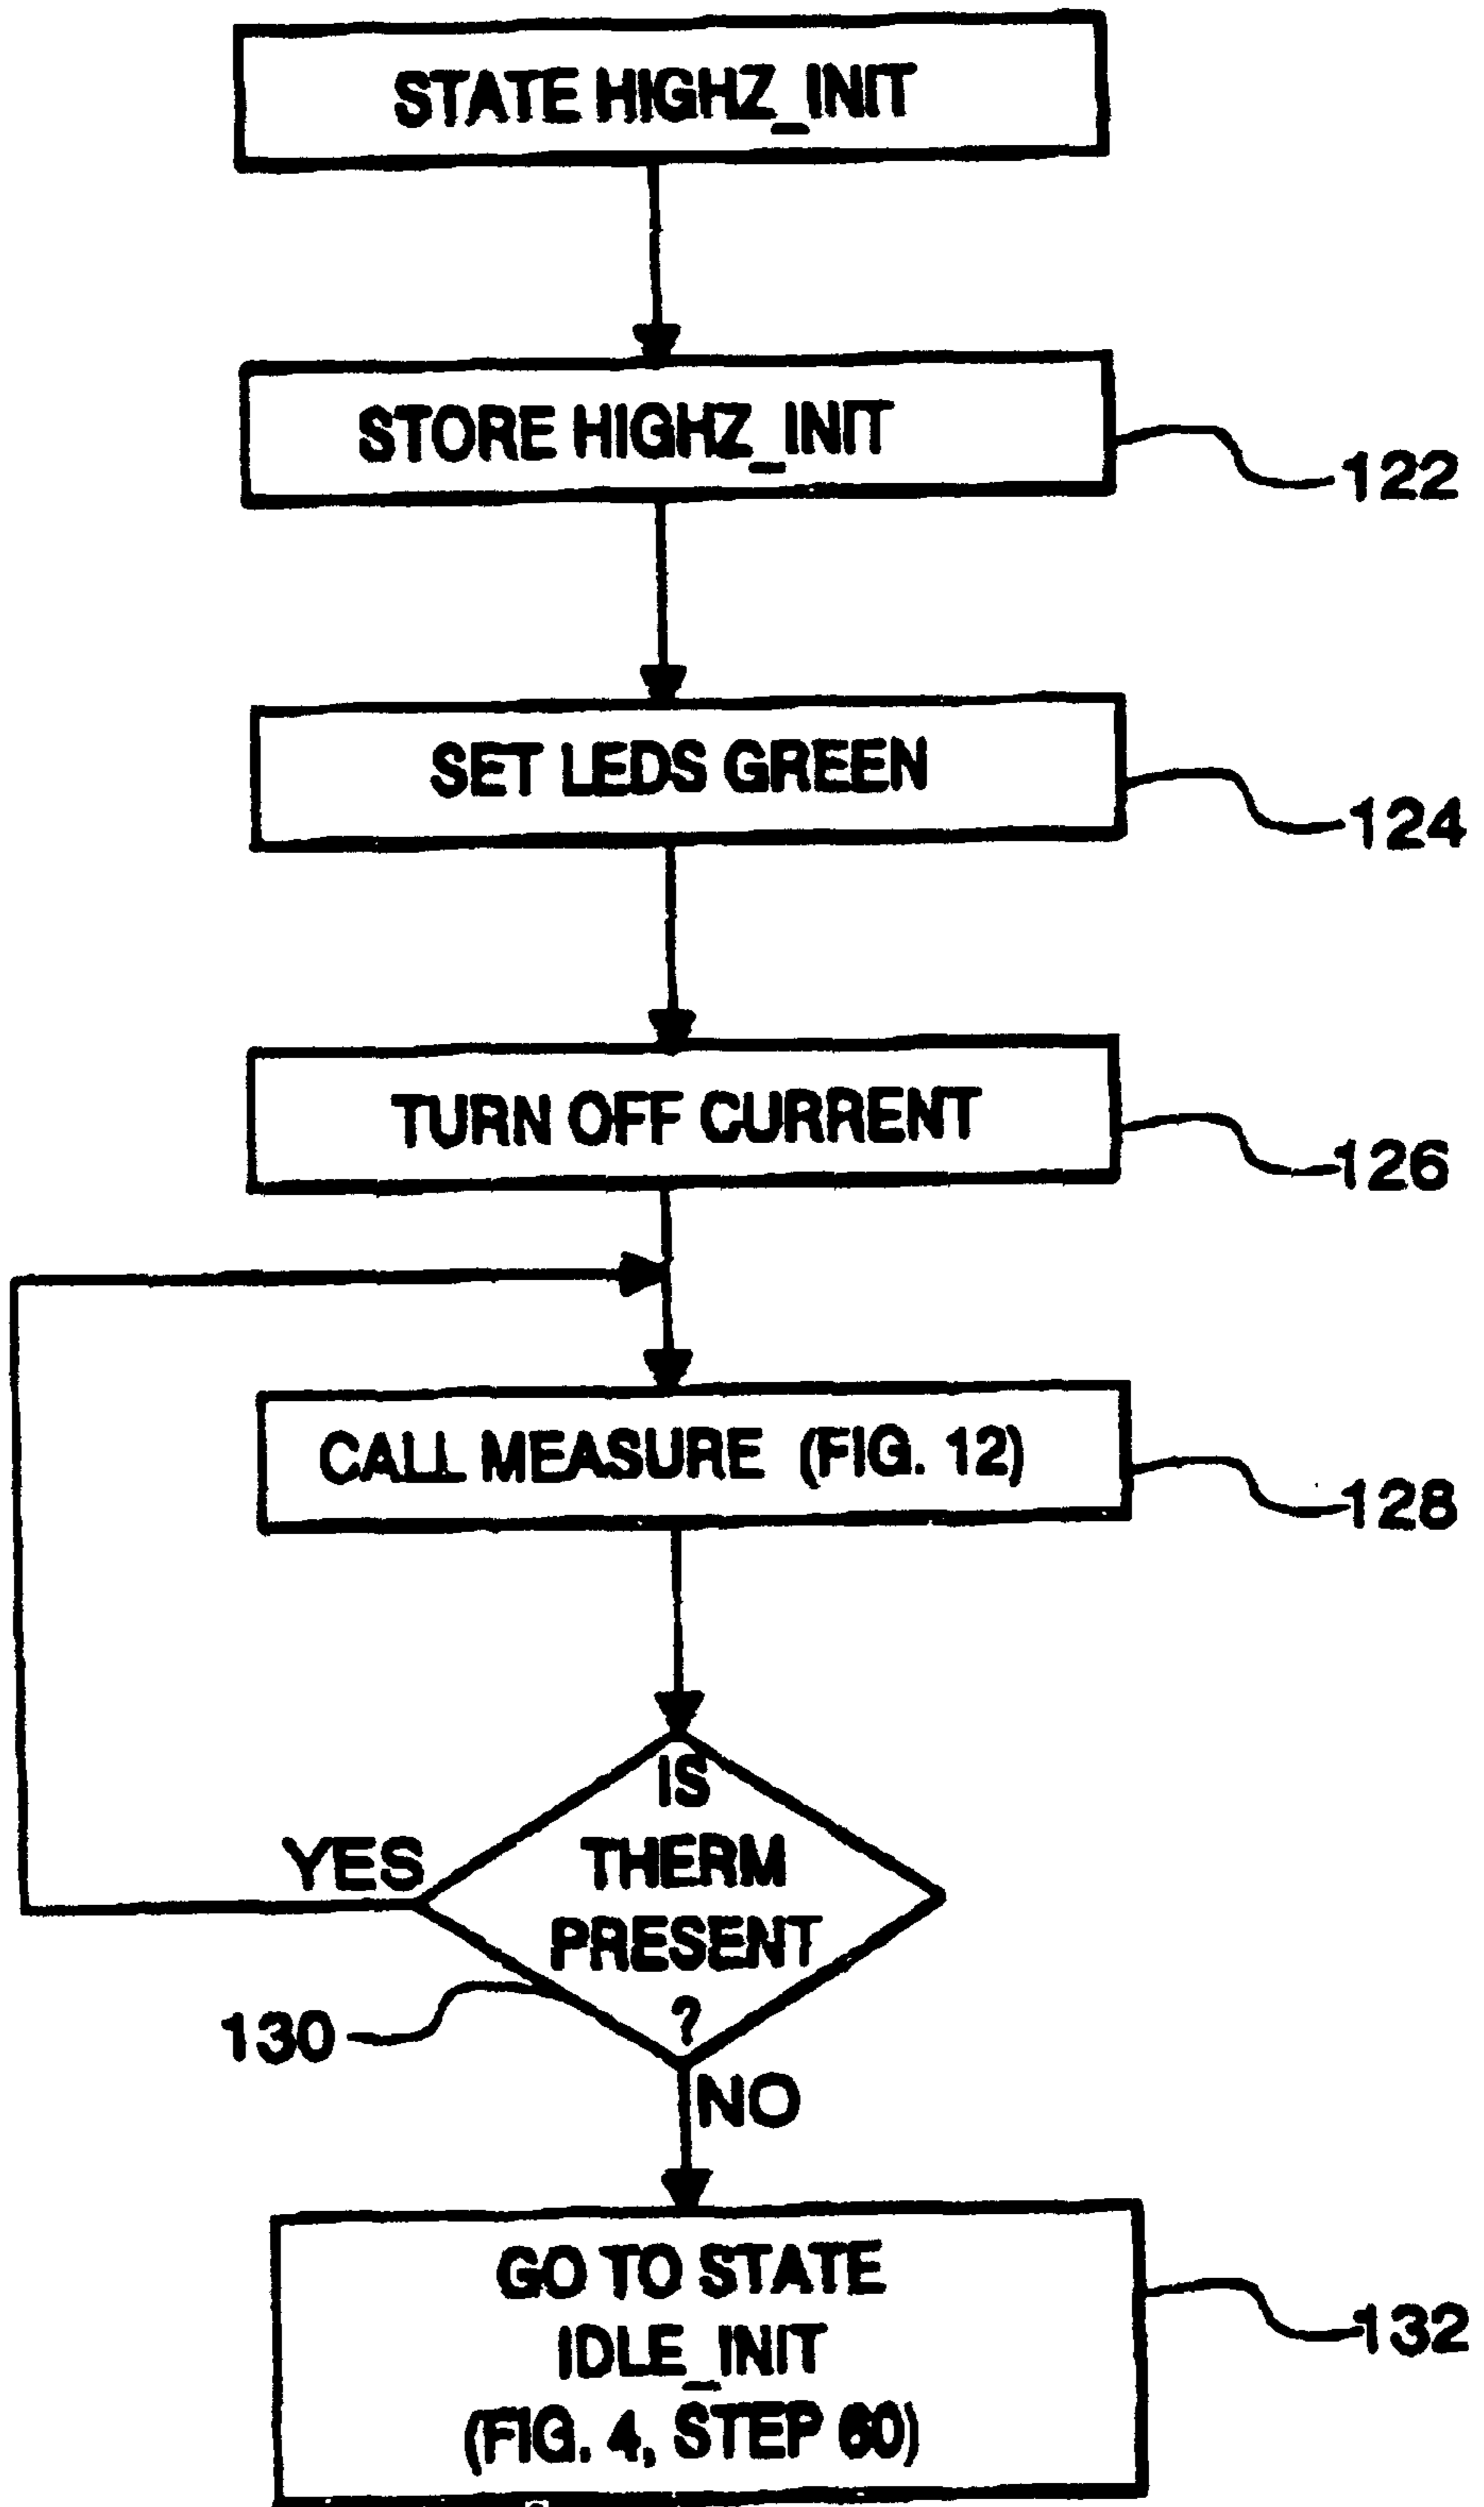 STATE HIGHZ_INIT
STORE HIGHZ_INIT
122
SET LEDS GREEN
124
TURN OFF CURRENT
126
CALL MEASURE (FIG. 12)
128
IS
THERM
PRESENT
?
YES
130
NO
GO TO STATE
IDLE_INIT
(FIG. 4, STEP 60)
132